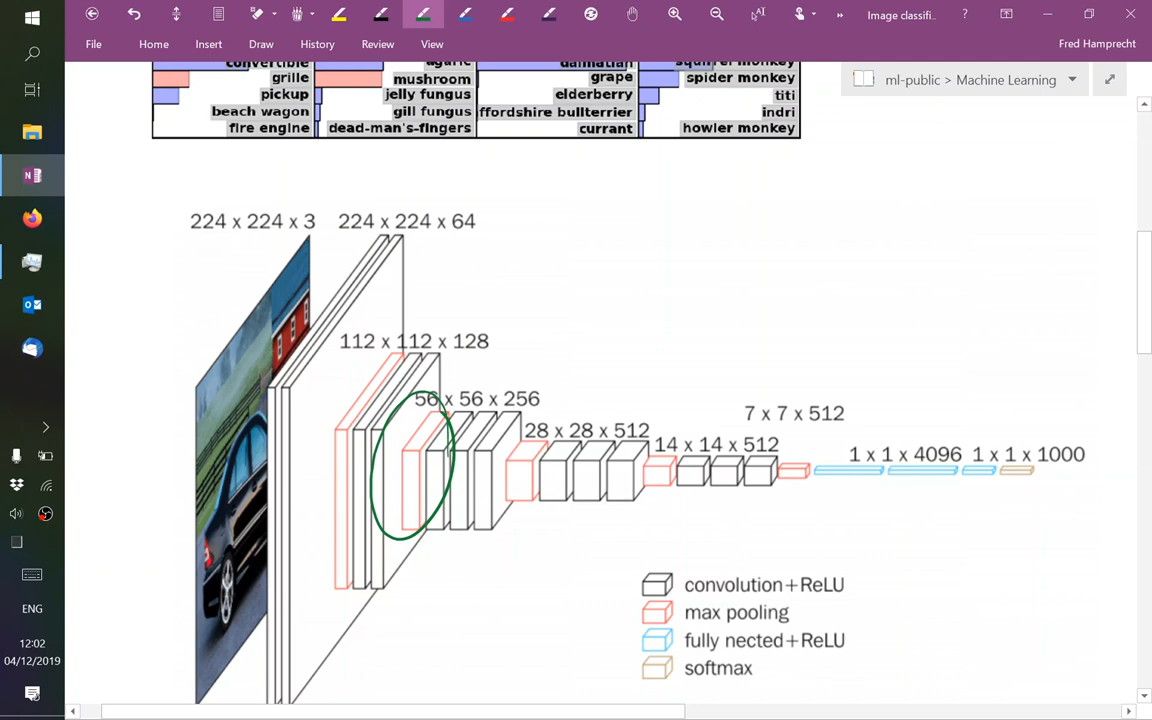 Image classifi..
File Home Insert Draw History Review View
Fred Hamprecht
ml-public > Machine Learning
convertible agaric dalmatian squirrel monkey
grille mushroom grape spider monkey
pickup jelly fungus elderberry titi
beach wagon gill fungus ffordshire bullterrier indri
fire engine dead-man's-fingers currant howler monkey
224 x 224 x 3 224 x 224 x 64
112 x 112 x 128
56 x 56 x 256
28 x 28 x 512
14 x 14 x 512
7 x 7 x 512
1 x 1 x 4096 1 x 1 x 1000
convolution+ReLU
max pooling
fully nected+ReLU
softmax
ENG
12:02
04/12/2019